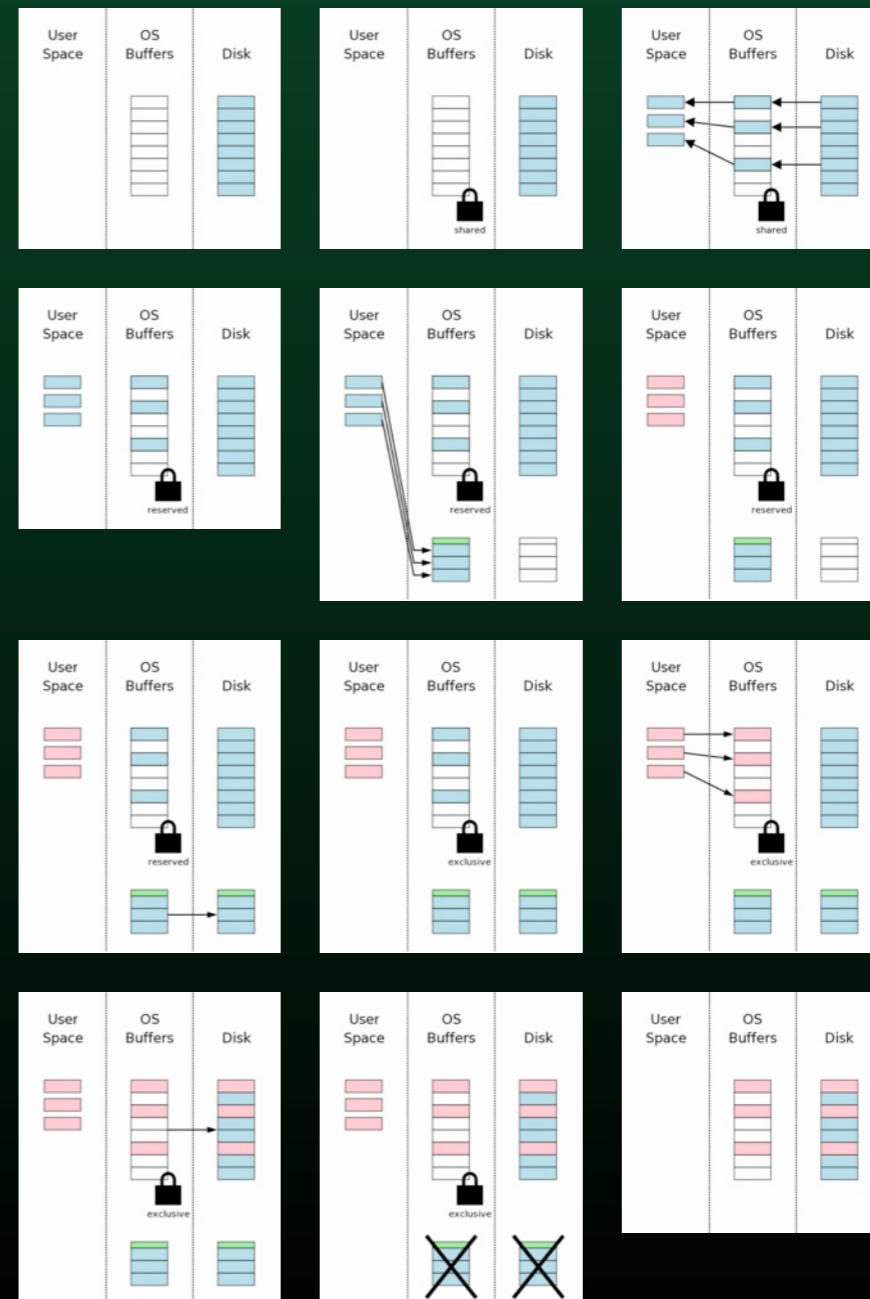 User Space
OS Buffers
Disk
User Space
OS Buffers
Disk
shared
User Space
OS Buffers
Disk
shared
User Space
OS Buffers
Disk
reserved
User Space
OS Buffers
Disk
reserved
User Space
OS Buffers
Disk
reserved
User Space
OS Buffers
Disk
reserved
User Space
OS Buffers
Disk
exclusive
User Space
OS Buffers
Disk
exclusive
User Space
OS Buffers
Disk
exclusive
User Space
OS Buffers
Disk
exclusive
User Space
OS Buffers
Disk